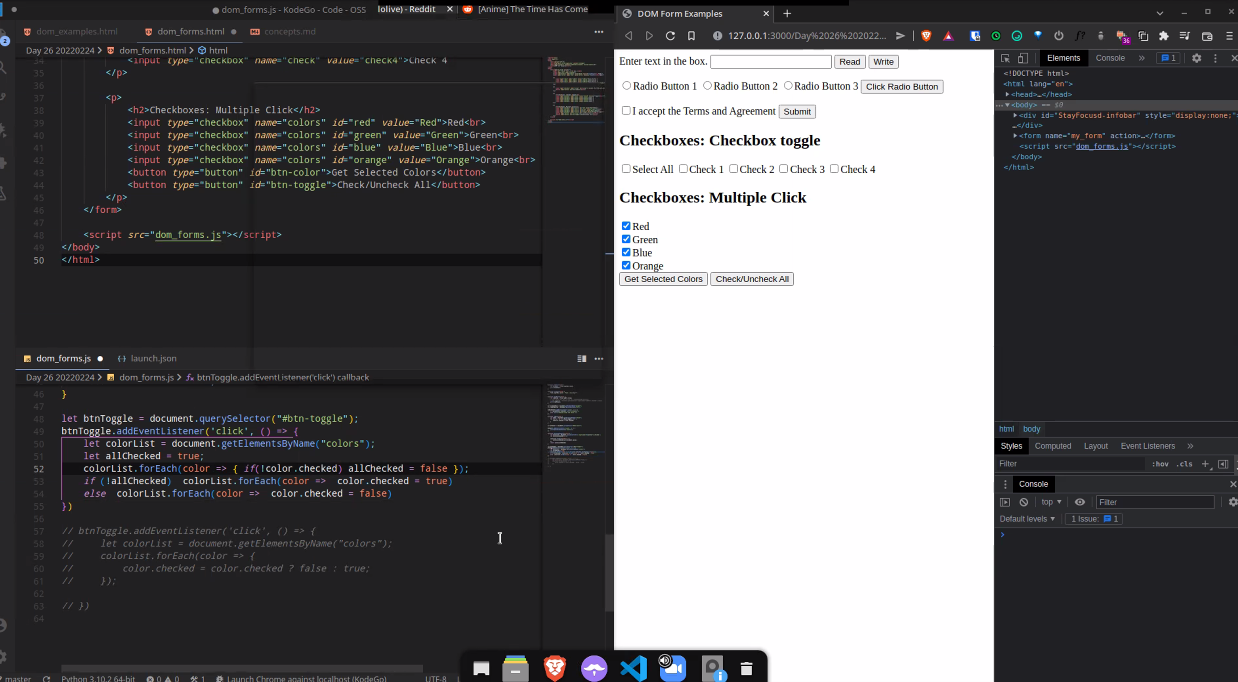 dom_forms.js - KodeGo - Code - OSS
lolive) - Reddit
[Anime] The Time Has Come
dom_examples.html
dom_forms.html
concepts.md
Day 26 20220224 > dom_forms.html > html
34 <input type="checkbox" name="check" value="check4">Check 4
35 </p>
36
37 <p>
38 <h2>Checkboxes: Multiple Click</h2>
39 <input type="checkbox" name="colors" id="red" value="Red">Red<br>
40 <input type="checkbox" name="colors" id="green" value="Green">Green<br>
41 <input type="checkbox" name="colors" id="blue" value="Blue">Blue<br>
42 <input type="checkbox" name="colors" id="orange" value="Orange">Orange<br>
43 <button type="button" id="btn-color">Get Selected Colors</button>
44 <button type="button" id="btn-toggle">Check/Uncheck All</button>
45 </p>
46 </form>
47
48 <script src="dom_forms.js"></script>
49 </body>
50 </html>
dom_forms.js
launch.json
Day 26 20220224 > dom_forms.js > btnToggle.addEventListener('click') callback
46 }
47
48 let btnToggle = document.querySelector("#btn-toggle");
49 btnToggle.addEventListener('click', () => {
50 let colorList = document.getElementsByName("colors");
51 let allChecked = true;
52 colorList.forEach(color => { if(!color.checked) allChecked = false });
53 if (!allChecked) colorList.forEach(color => color.checked = true)
54 else colorList.forEach(color => color.checked = false)
55 })
56
57 // btnToggle.addEventListener('click', () => {
58 // let colorList = document.getElementsByName("colors");
59 // colorList.forEach(color => {
60 // color.checked = color.checked ? false : true;
61 // });
62
63 // })
64
master
Python 3.10.2 64-bit
0 0
1
Launch Chrome against localhost (KodeGo)
UTF-8
DOM Form Examples
127.0.0.1:3000/Day%2026%202022...
36
Enter text in the box.
Read
Write
Radio Button 1 Radio Button 2 Radio Button 3 Click Radio Button
I accept the Terms and Agreement Submit
Checkboxes: Checkbox toggle
Select All Check 1 Check 2 Check 3 Check 4
Checkboxes: Multiple Click
Red
Green
Blue
Orange
Get Selected Colors Check/Uncheck All
Elements Console » 1
<!DOCTYPE html>
<html lang="en">
<head>…</head>
<body> == $0
<div id="StayFocusd-infobar" style="display:none;"
…</div>
<form name="my_form" action>…</form>
<script src="dom_forms.js"></script>
</body>
</html>
html body
Styles Computed Layout Event Listeners »
Filter :hov .cls +
Console
top Filter
Default levels 1 Issue: 1